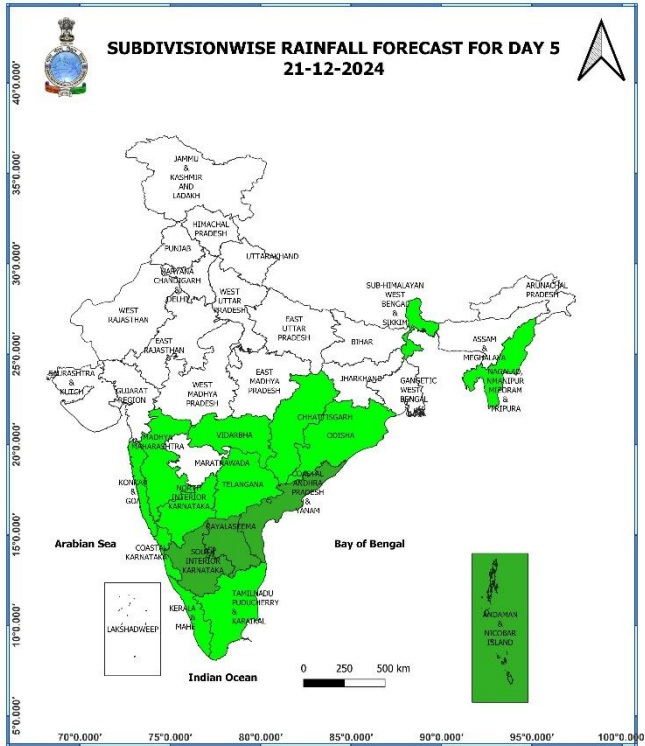 SUBDIVISIONWISE RAINFALL FORECAST FOR DAY 5
21-12-2024
40°0.000'
35°0.000'
30°0.000'
25°0.000'
20°0.000'
15°0.000'
10°0.000'
5°0.000'
JAMMU
&
KASHMIR
AND
LADAKH
HIMACHAL
PRADESH
PUNJAB
UTTARAKHAND
HARYANA
CHANDIGARH
&
DELHI
WEST
UTTAR
PRADESH
WEST
RAJASTHAN
EAST
RAJASTHAN
EAST
UTTAR
PRADESH
BIHAR
SUB-HIMALAYAN
WEST
BENGAL
&
SIKKIM
ARUNACHAL
PRADESH
ASSAM
&
MEGHALAYA
NMANIPUR
MIZORAM
&
TRIPURA
SAURASHTRA
&
KUTCH
GUJARAT
REGION
WEST
MADHYA
PRADESH
EAST
MADHYA
PRADESH
JHARKHAND
GANGETIC
WEST
BENGAL
CHHATTISGARH
ODISHA
MADHYA
MAHARASHTRA
VIDARBHA
MARATHWADA
KONKAN
&
GOA
NORTH
INTERIOR
KARNATAKA
TELANGANA
COASTAL
ANDHRA
PRADESH
&
YANAM
RAYALASEEMA
COASTAL
KARNATAKA
SOUTH
INTERIOR
KARNATAKA
TAMILNADU
PUDUCHERRY
&
KARAIKAL
KERALA
&
MAHE
LAKSHADWEEP
ANDAMAN
&
NICOBAR
ISLAND
Arabian Sea
Bay of Bengal
Indian Ocean
0 250 500 km
70°0.000' 75°0.000' 80°0.000' 85°0.000' 90°0.000' 95°0.000' 100°0.000'